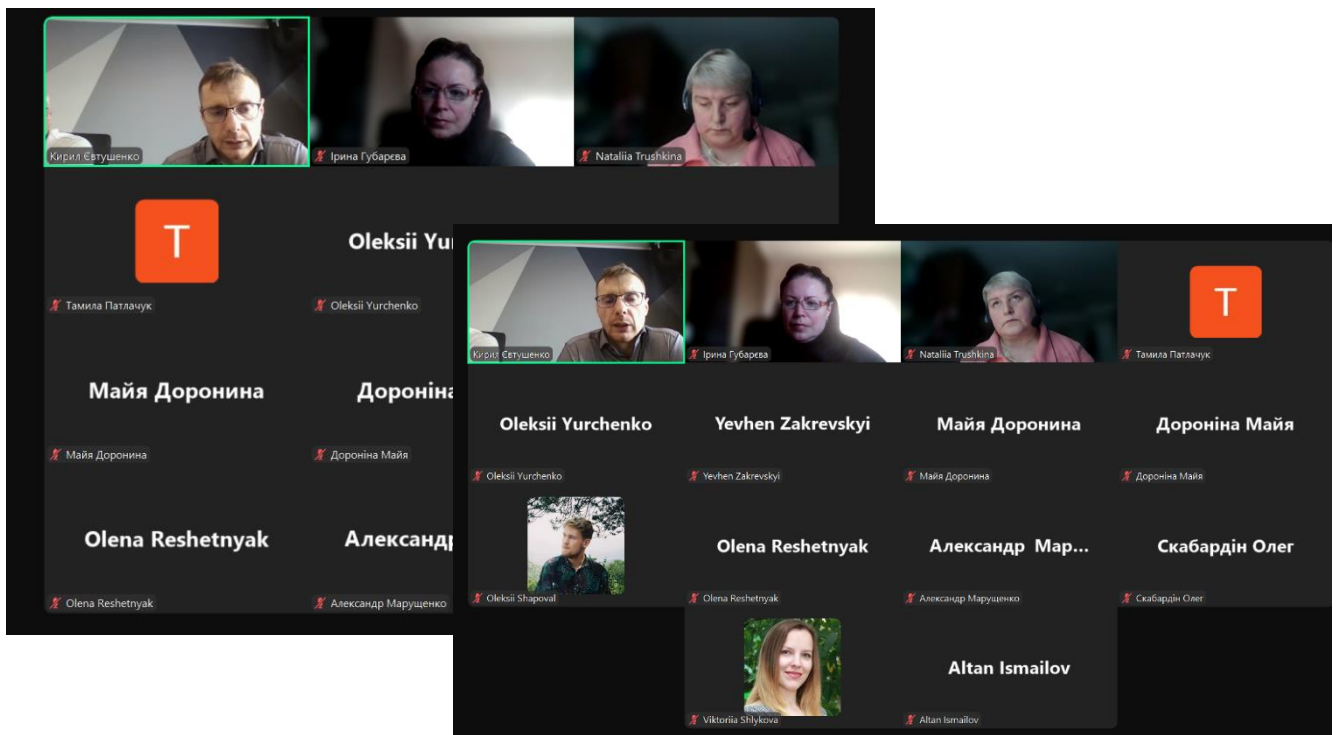 Кирил Євтушенко
Ірина Губарєва
Nataliia Trushkina
T
Oleksii Yu
Тамила Патлачук
Oleksii Yurchenko
Майя Доронина
Дороніна
Майя Доронина
Дороніна Майя
Olena Reshetnyak
Александр
Olena Reshetnyak
Александр Марущенко
Кирил Євтушенко
Ірина Губарєва
Nataliia Trushkina
T
Тамила Патлачук
Oleksii Yurchenko
Yevhen Zakrevskyi
Майя Доронина
Дороніна Майя
Oleksii Yurchenko
Yevhen Zakrevskyi
Майя Доронина
Дороніна Майя
Olena Reshetnyak
Александр Мар...
Скабардін Олег
Oleksii Shapoval
Olena Reshetnyak
Александр Марущенко
Скабардін Олег
Altan Ismailov
Viktoriia Shlykova
Altan Ismailov